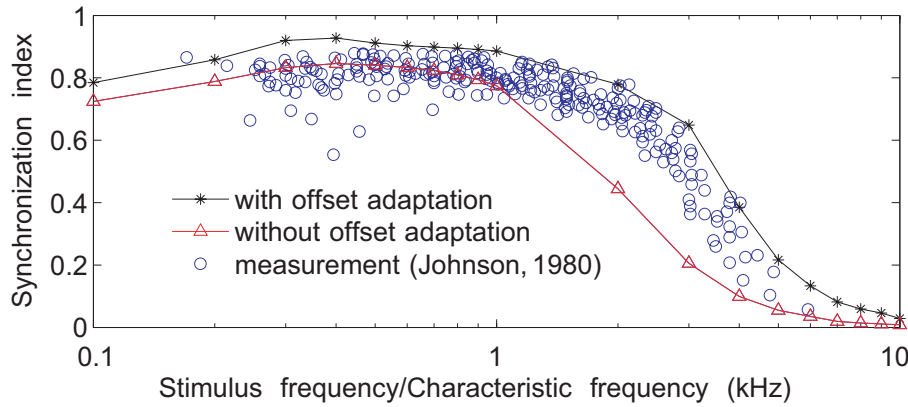 1
0.8
0.6
0.4
0.2
0
Synchronization index
with offset adaptation
without offset adaptation
measurement (Johnson, 1980)
0.1
1
10
Stimulus frequency/Characteristic frequency (kHz)